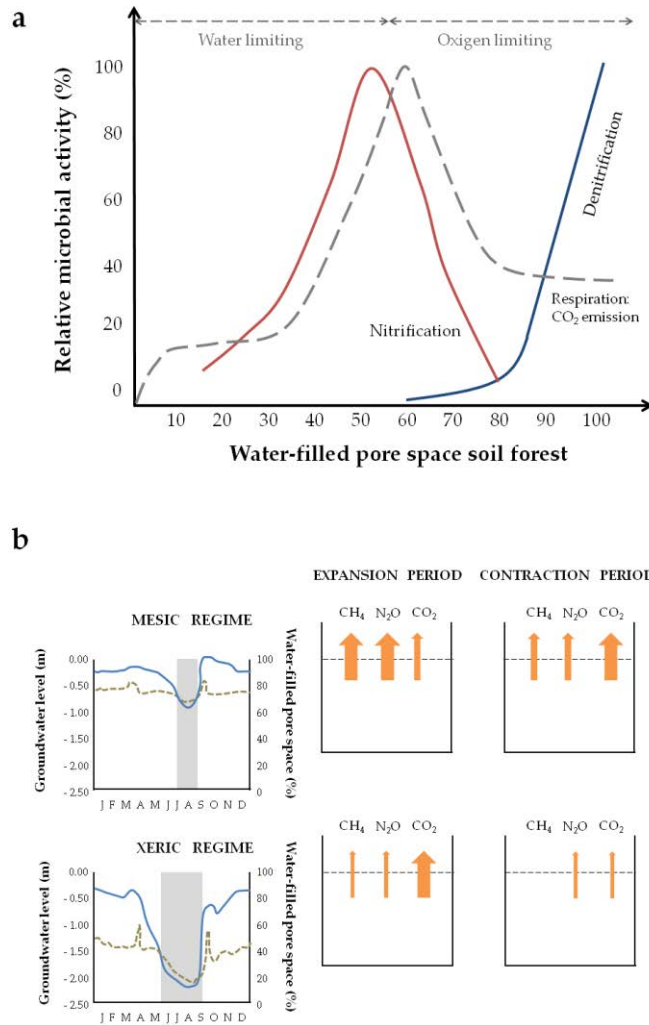 a
Water limiting
Oxigen limiting
Relative microbial activity (%)
100
80
60
40
20
0
Denitrification
Nitrification
Respiration:
CO₂ emission
10 20 30 40 50 60 70 80 90 100
Water-filled pore space soil forest
b
EXPANSION PERIOD
CONTRACTION PERIOD
MESIC REGIME
Groundwater level (m)
0.00
- 0.50
- 1.00
- 1.50
- 2.00
- 2.50
Water-filled pore space (%)
100
80
60
40
20
0
J F M A M J J A S O N D
CH₄ N₂O CO₂
CH₄ N₂O CO₂
XERIC REGIME
Groundwater level (m)
0.00
- 0.50
- 1.00
- 1.50
- 2.00
2.50
Water-filled pore space (%)
100
80
60
40
20
0
J F M A M J J A S O N D
CH₄ N₂O CO₂
CH₄ N₂O CO₂